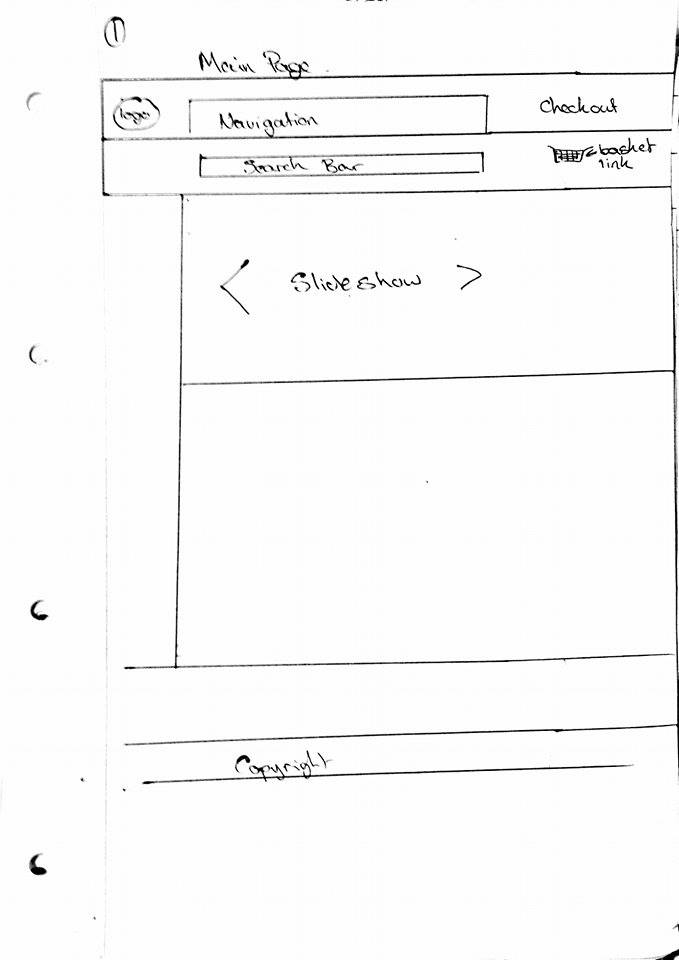 1
Main Page
logo
Navigation
Checkout
Search Bar
basket
link
< Slideshow >
Copyright